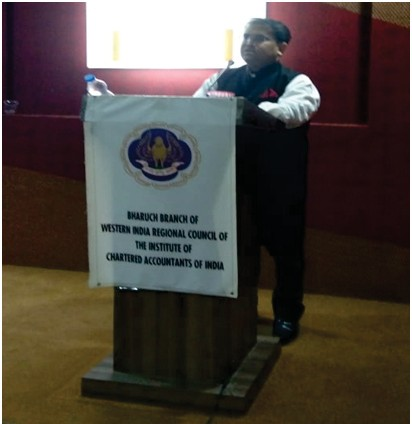 BHARUCH BRANCH OF
WESTERN INDIA REGIONAL COUNCIL OF
THE INSTITUTE OF
CHARTERED ACCOUNTANTS OF INDIA